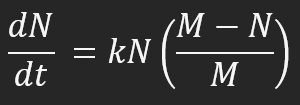 dN/dt = kN((M − N)/M)